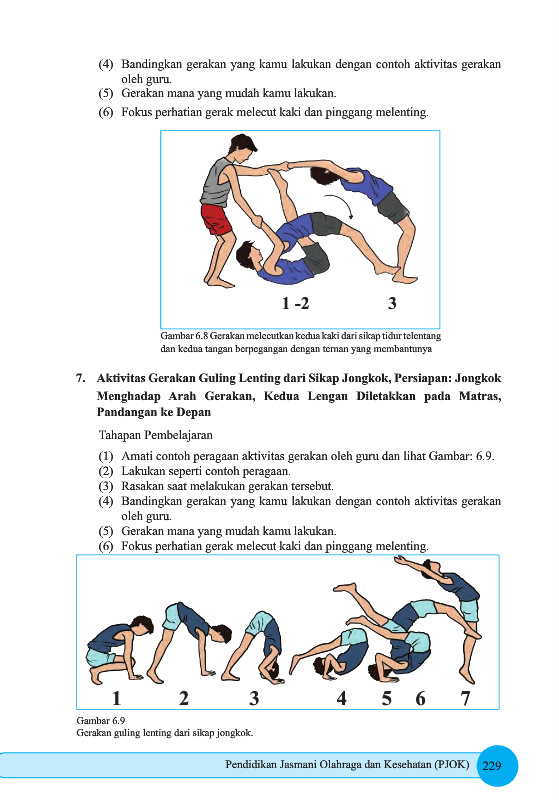 (4) Bandingkan gerakan yang kamu lakukan dengan contoh aktivitas gerakan
oleh guru.
(5) Gerakan mana yang mudah kamu lakukan.
(6) Fokus perhatian gerak melecut kaki dan pinggang melenting.
1 -2
3
Gambar 6.8 Gerakan melecutkan kedua kaki dari sikap tidur telentang
dan kedua tangan berpegangan dengan teman yang membantunya
7. Aktivitas Gerakan Guling Lenting dari Sikap Jongkok, Persiapan: Jongkok
Menghadap Arah Gerakan, Kedua Lengan Diletakkan pada Matras,
Pandangan ke Depan
Tahapan Pembelajaran
(1) Amati contoh peragaan aktivitas gerakan oleh guru dan lihat Gambar: 6.9.
(2) Lakukan seperti contoh peragaan.
(3) Rasakan saat melakukan gerakan tersebut.
(4) Bandingkan gerakan yang kamu lakukan dengan contoh aktivitas gerakan
oleh guru.
(5) Gerakan mana yang mudah kamu lakukan.
(6) Fokus perhatian gerak melecut kaki dan pinggang melenting.
1 2 3 4 5 6 7
Gambar 6.9
Gerakan guling lenting dari sikap jongkok.
Pendidikan Jasmani Olahraga dan Kesehatan (PJOK) 229